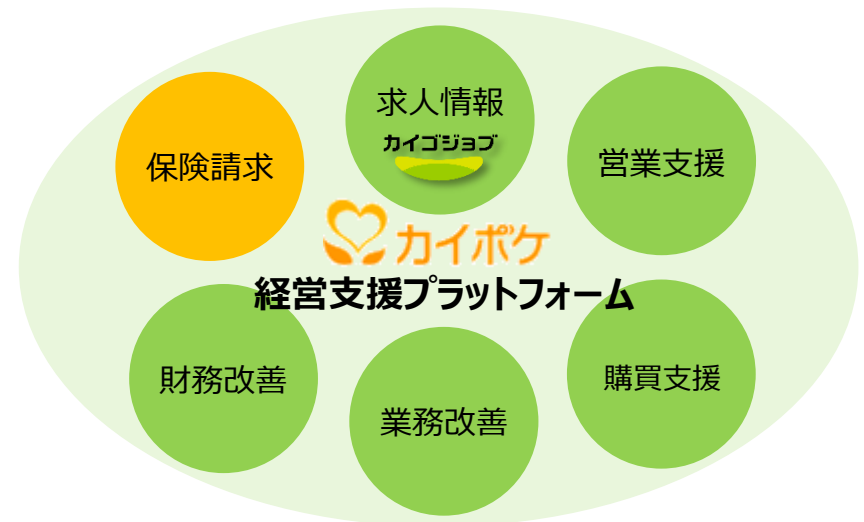 求人情報
カイゴジョブ
保険請求
営業支援
カイポケ
経営支援プラットフォーム
財務改善
業務改善
購買支援